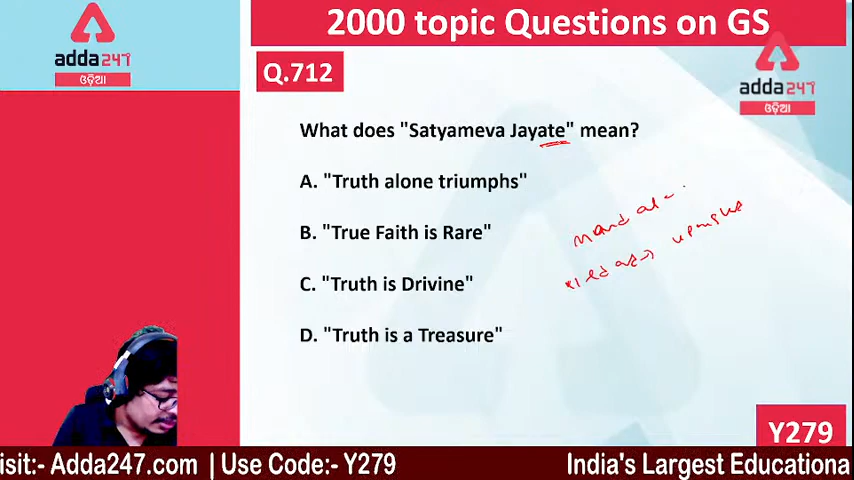 2000 topic Questions on GS
adda247
ଓଡ଼ିଆ
adda247
ଓଡ଼ିଆ
Q.712
What does "Satyameva Jayate" mean?
A. "Truth alone triumphs"
B. "True Faith is Rare"
C. "Truth is Drivine"
D. "Truth is a Treasure"
Y279
isit:- Adda247.com | Use Code:- Y279
India's Largest Educationa